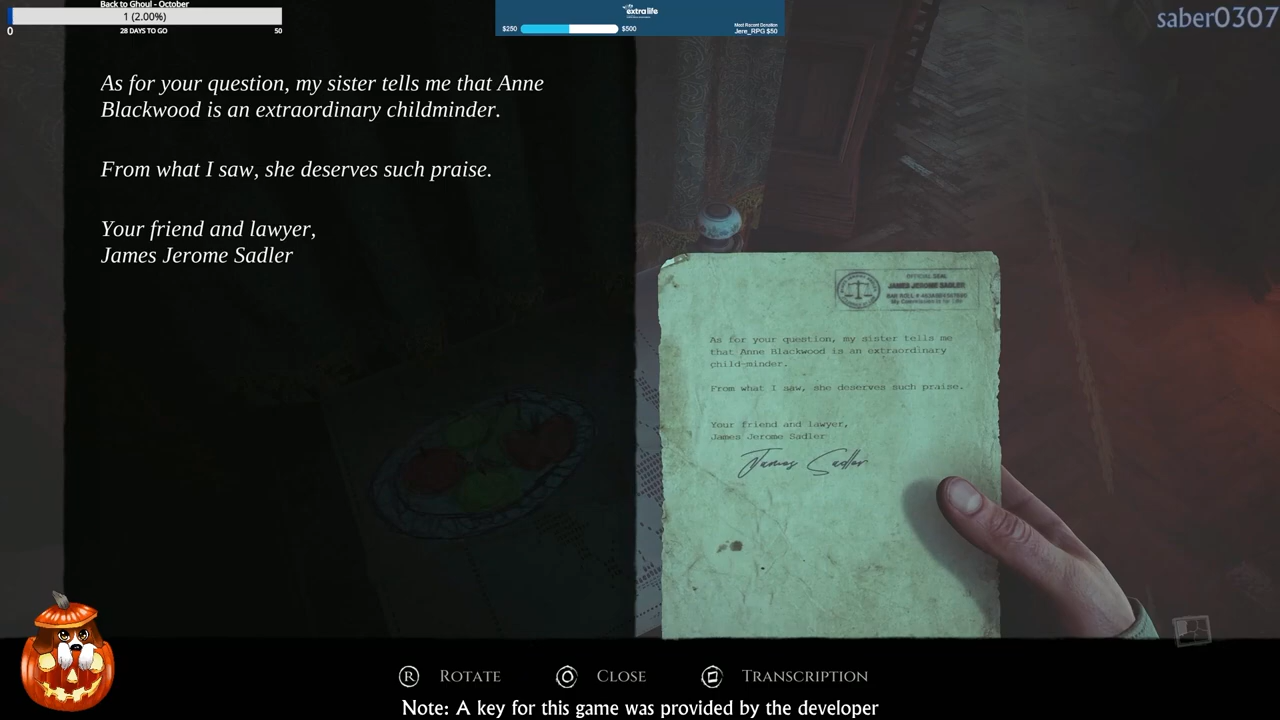 Back to Ghoul - October
1 (2.00%)
0
28 DAYS TO GO
50
extralife
$250
$500
Most Recent Donation
Jere_RPG $50
saber0307
As for your question, my sister tells me that Anne
Blackwood is an extraordinary childminder.
From what I saw, she deserves such praise.
Your friend and lawyer,
James Jerome Sadler
OFFICIAL SEAL
JAMES JEROME SADLER
As for your question, my sister tells me
that Anne Blackwood is an extraordinary
child-minder.
From what I saw, she deserves such praise.
Your friend and lawyer,
James Jerome Sadler
James Sadler
R ROTATE
CLOSE
TRANSCRIPTION
Note: A key for this game was provided by the developer